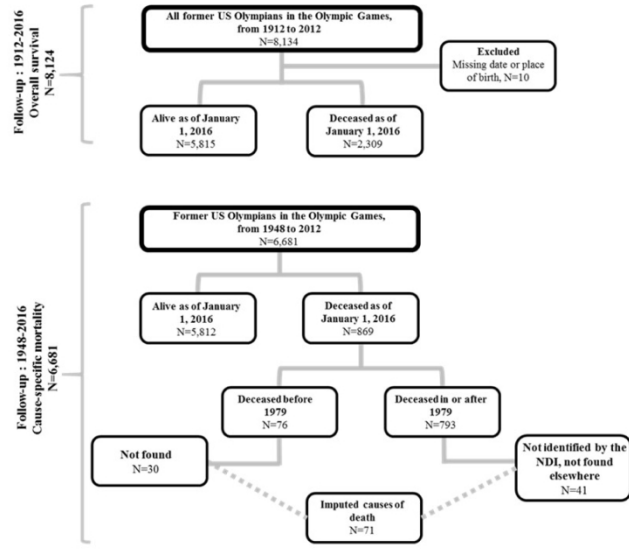 Follow-up : 1912-2016
Overall survival
N=8,124
All former US Olympians in the Olympic Games,
from 1912 to 2012
N=8,134
Excluded
Missing date or place
of birth, N=10
Alive as of January
1, 2016
N=5,815
Deceased as of
January 1, 2016
N=2,309
Follow-up : 1948-2016
Cause-specific mortality
N=6,681
Former US Olympians in the Olympic Games,
from 1948 to 2012
N=6,681
Alive as of January
1, 2016
N=5,812
Deceased as of
January 1, 2016
N=869
Deceased before
1979
N=76
Deceased in or after
1979
N=793
Not found
N=30
Not identified by the
NDI, not found
elsewhere
N=41
Imputed causes of
death
N=71